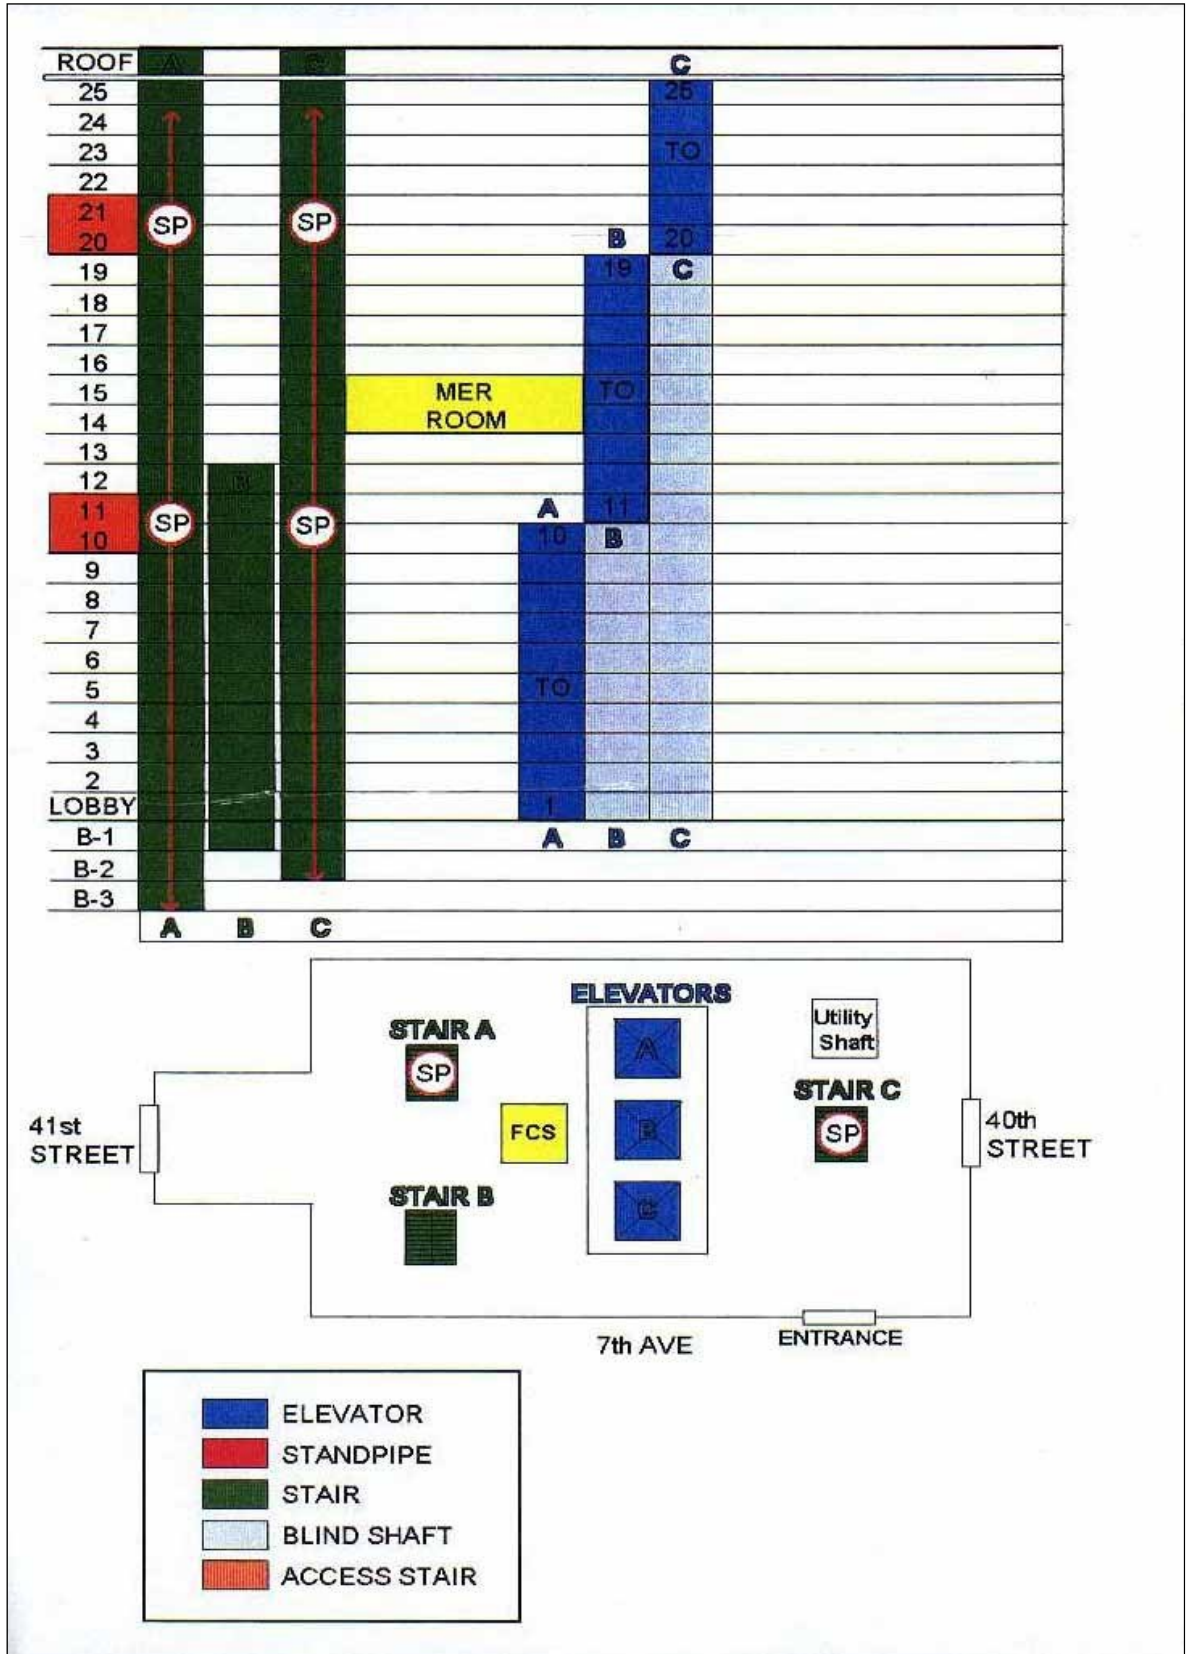 ROOF A C C
25 25
24
23 TO
22
21 SP SP
20 B 20
19 19 C
18
17
16
15 MER TO
14 ROOM
13
12 B
11 SP SP A 11
10 10 B
9
8
7
6
5 TO
4
3
2
LOBBY 1
B-1 A B C
B-2
B-3
A B C
ELEVATORS
STAIR A
SP
A
Utility
Shaft
STAIR C
41st
STREET
FCS
B
SP
40th
STREET
STAIR B
C
7th AVE
ENTRANCE
ELEVATOR
STANDPIPE
STAIR
BLIND SHAFT
ACCESS STAIR